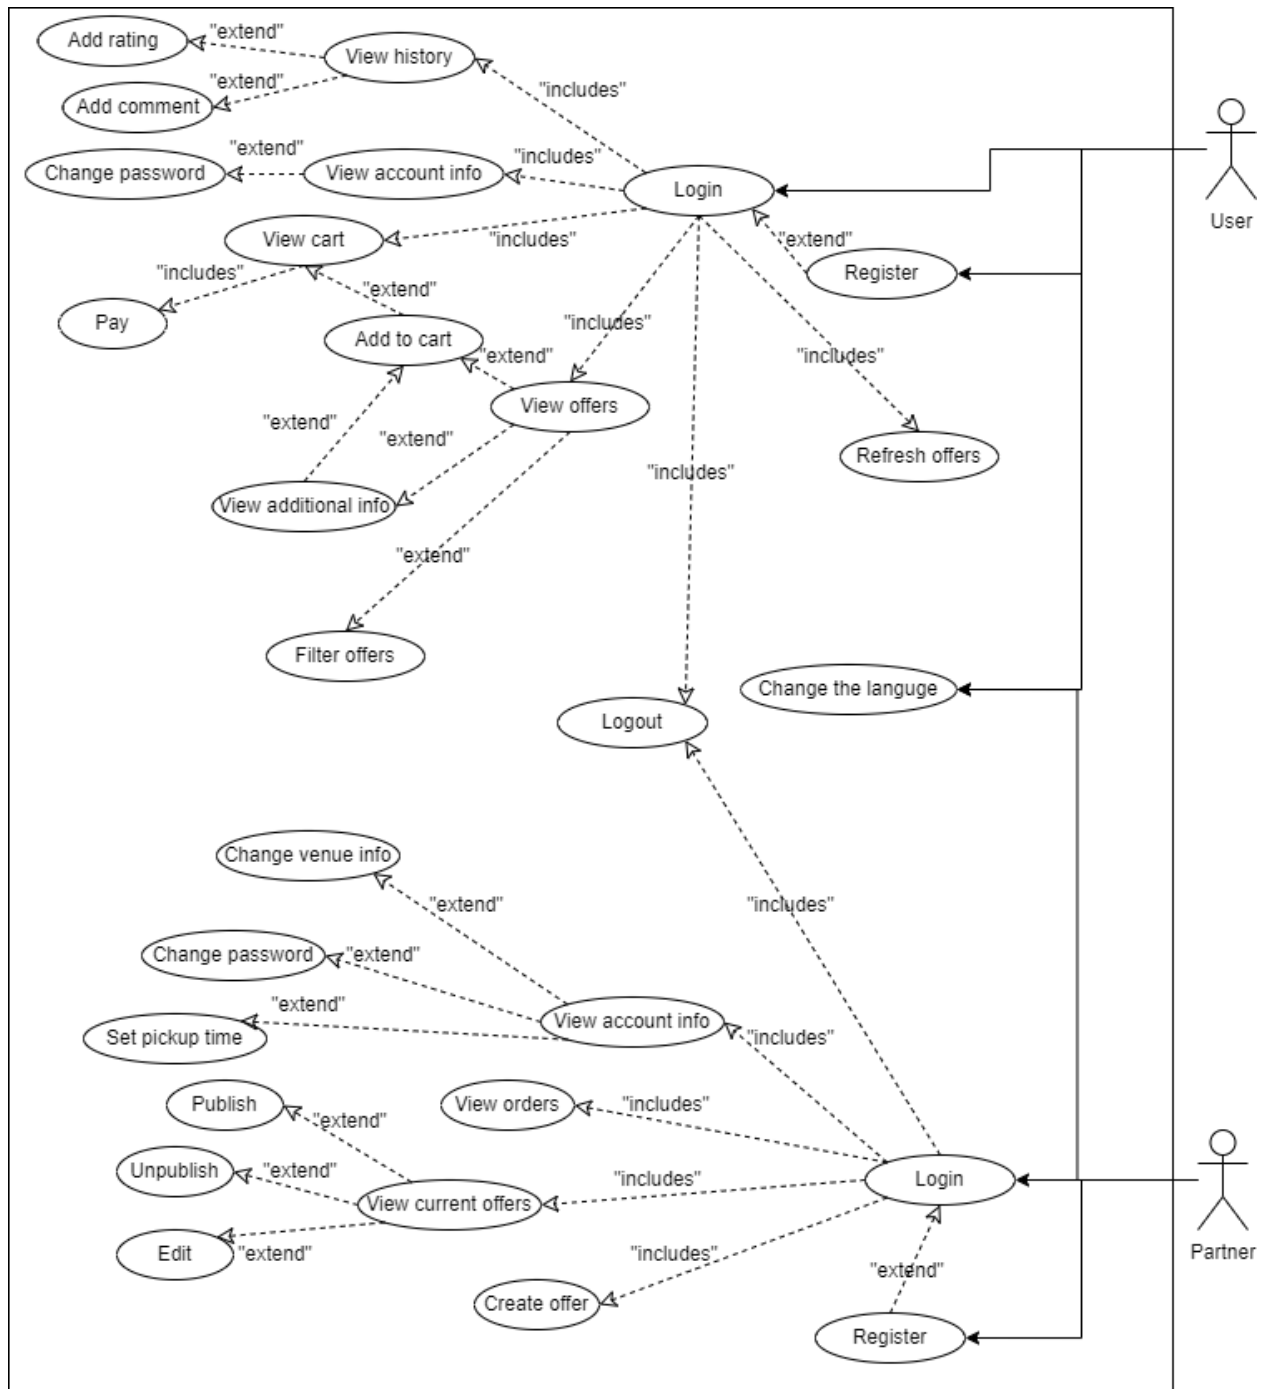 Add rating
"extend"
View history
"extend"
Add comment
"includes"
Change password
"extend"
View account info
"includes"
Login
User
View cart
"includes"
"extend"
Register
"includes"
Pay
"extend"
Add to cart
"includes"
"extend"
"includes"
View offers
"extend"
"extend"
Refresh offers
"includes"
View additional info
"extend"
Filter offers
Change the languge
Logout
Change venue info
"extend"
"includes"
Change password
"extend"
"extend"
View account info
Set pickup time
"includes"
Publish
"extend"
View orders
"includes"
Unpublish
"extend"
"includes"
Login
View current offers
Edit
"extend"
"includes"
Partner
"extend"
Create offer
Register